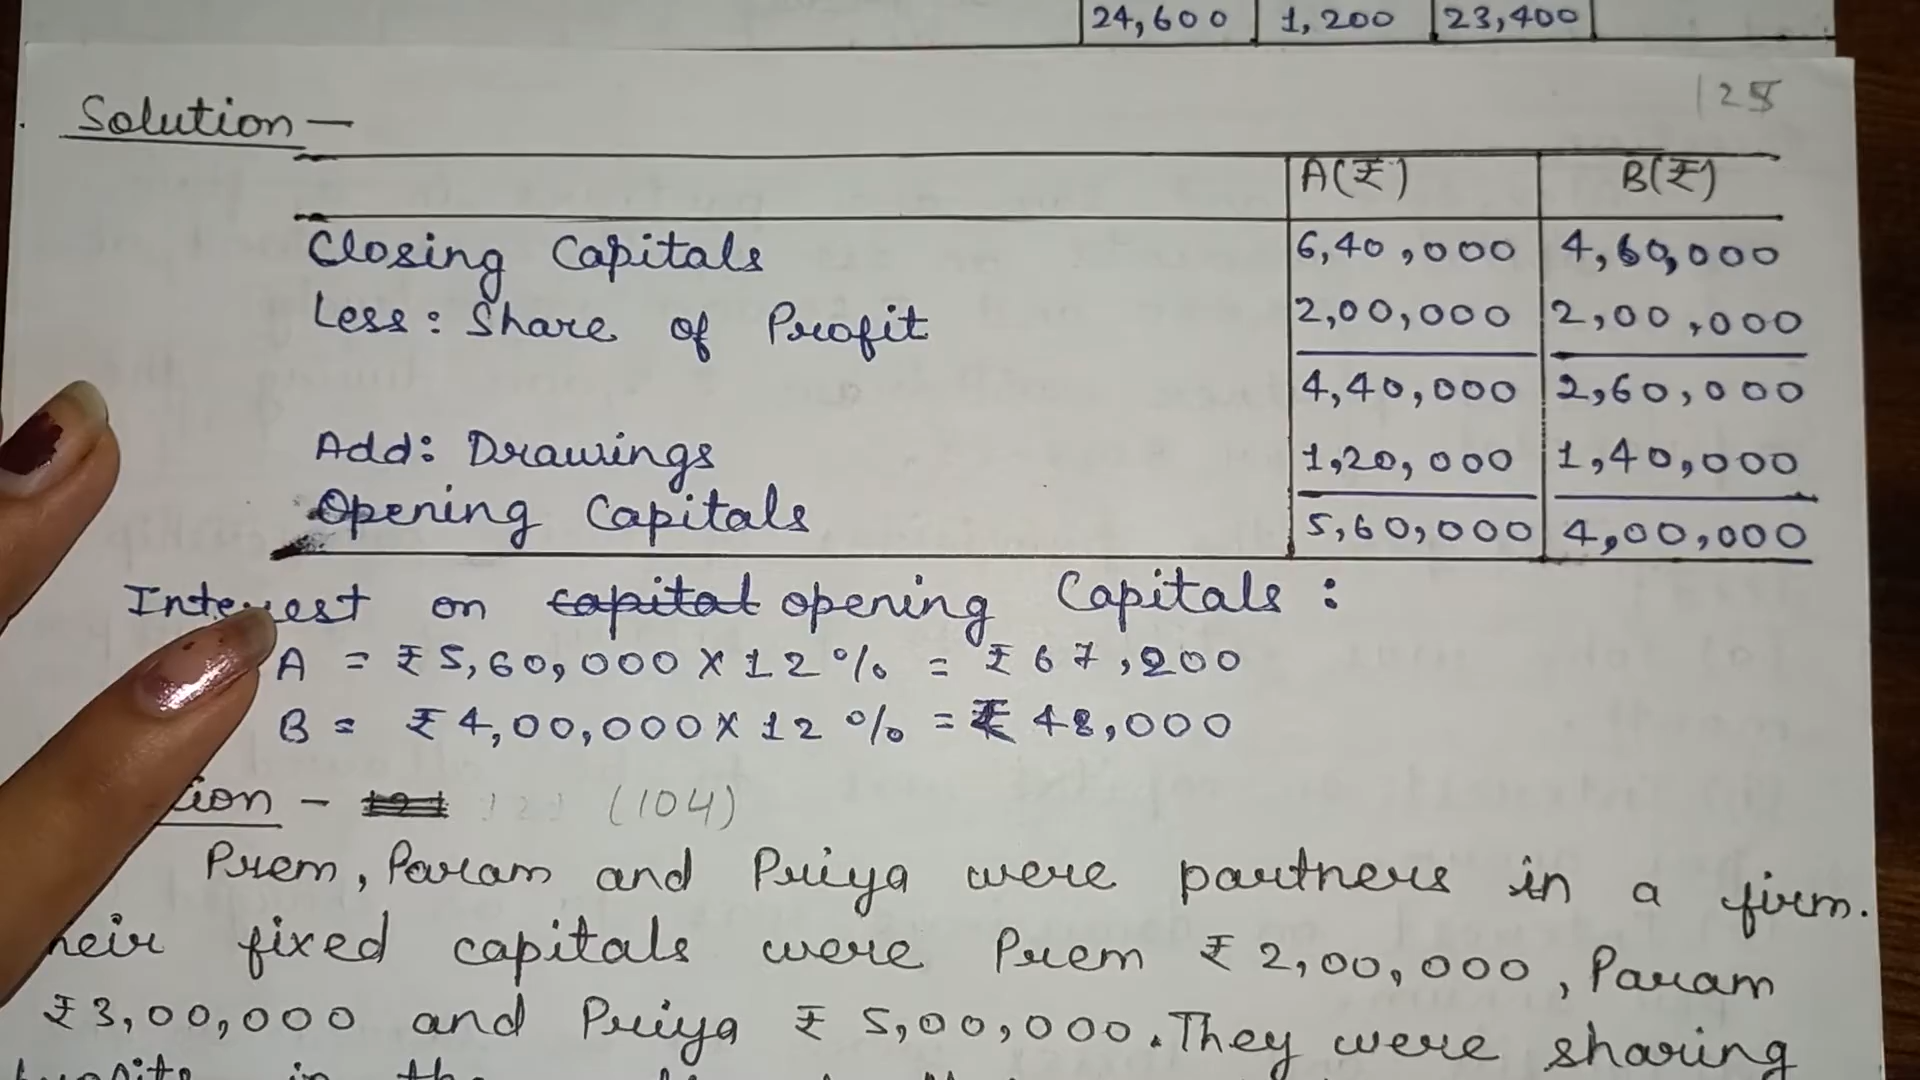 24,600 1,200 23,400
125
Solution —
A(₹) B(₹)
Closing Capitals 6,40,000 4,60,000
Less: Share of Profit 2,00,000 2,00,000
4,40,000 2,60,000
Add: Drawings 1,20,000 1,40,000
Opening Capitals 5,60,000 4,00,000
Interest on capital opening Capitals :
A = ₹ 5,60,000 X 12 % = ₹ 67,200
B = ₹ 4,00,000 X 12 % = ₹ 48,000
tion - (104)
Prem, Param and Priya were partners in a firm.
heir fixed capitals were Prem ₹ 2,00,000, Param
₹3,00,000 and Priya ₹ 5,00,000. They were sharing
in